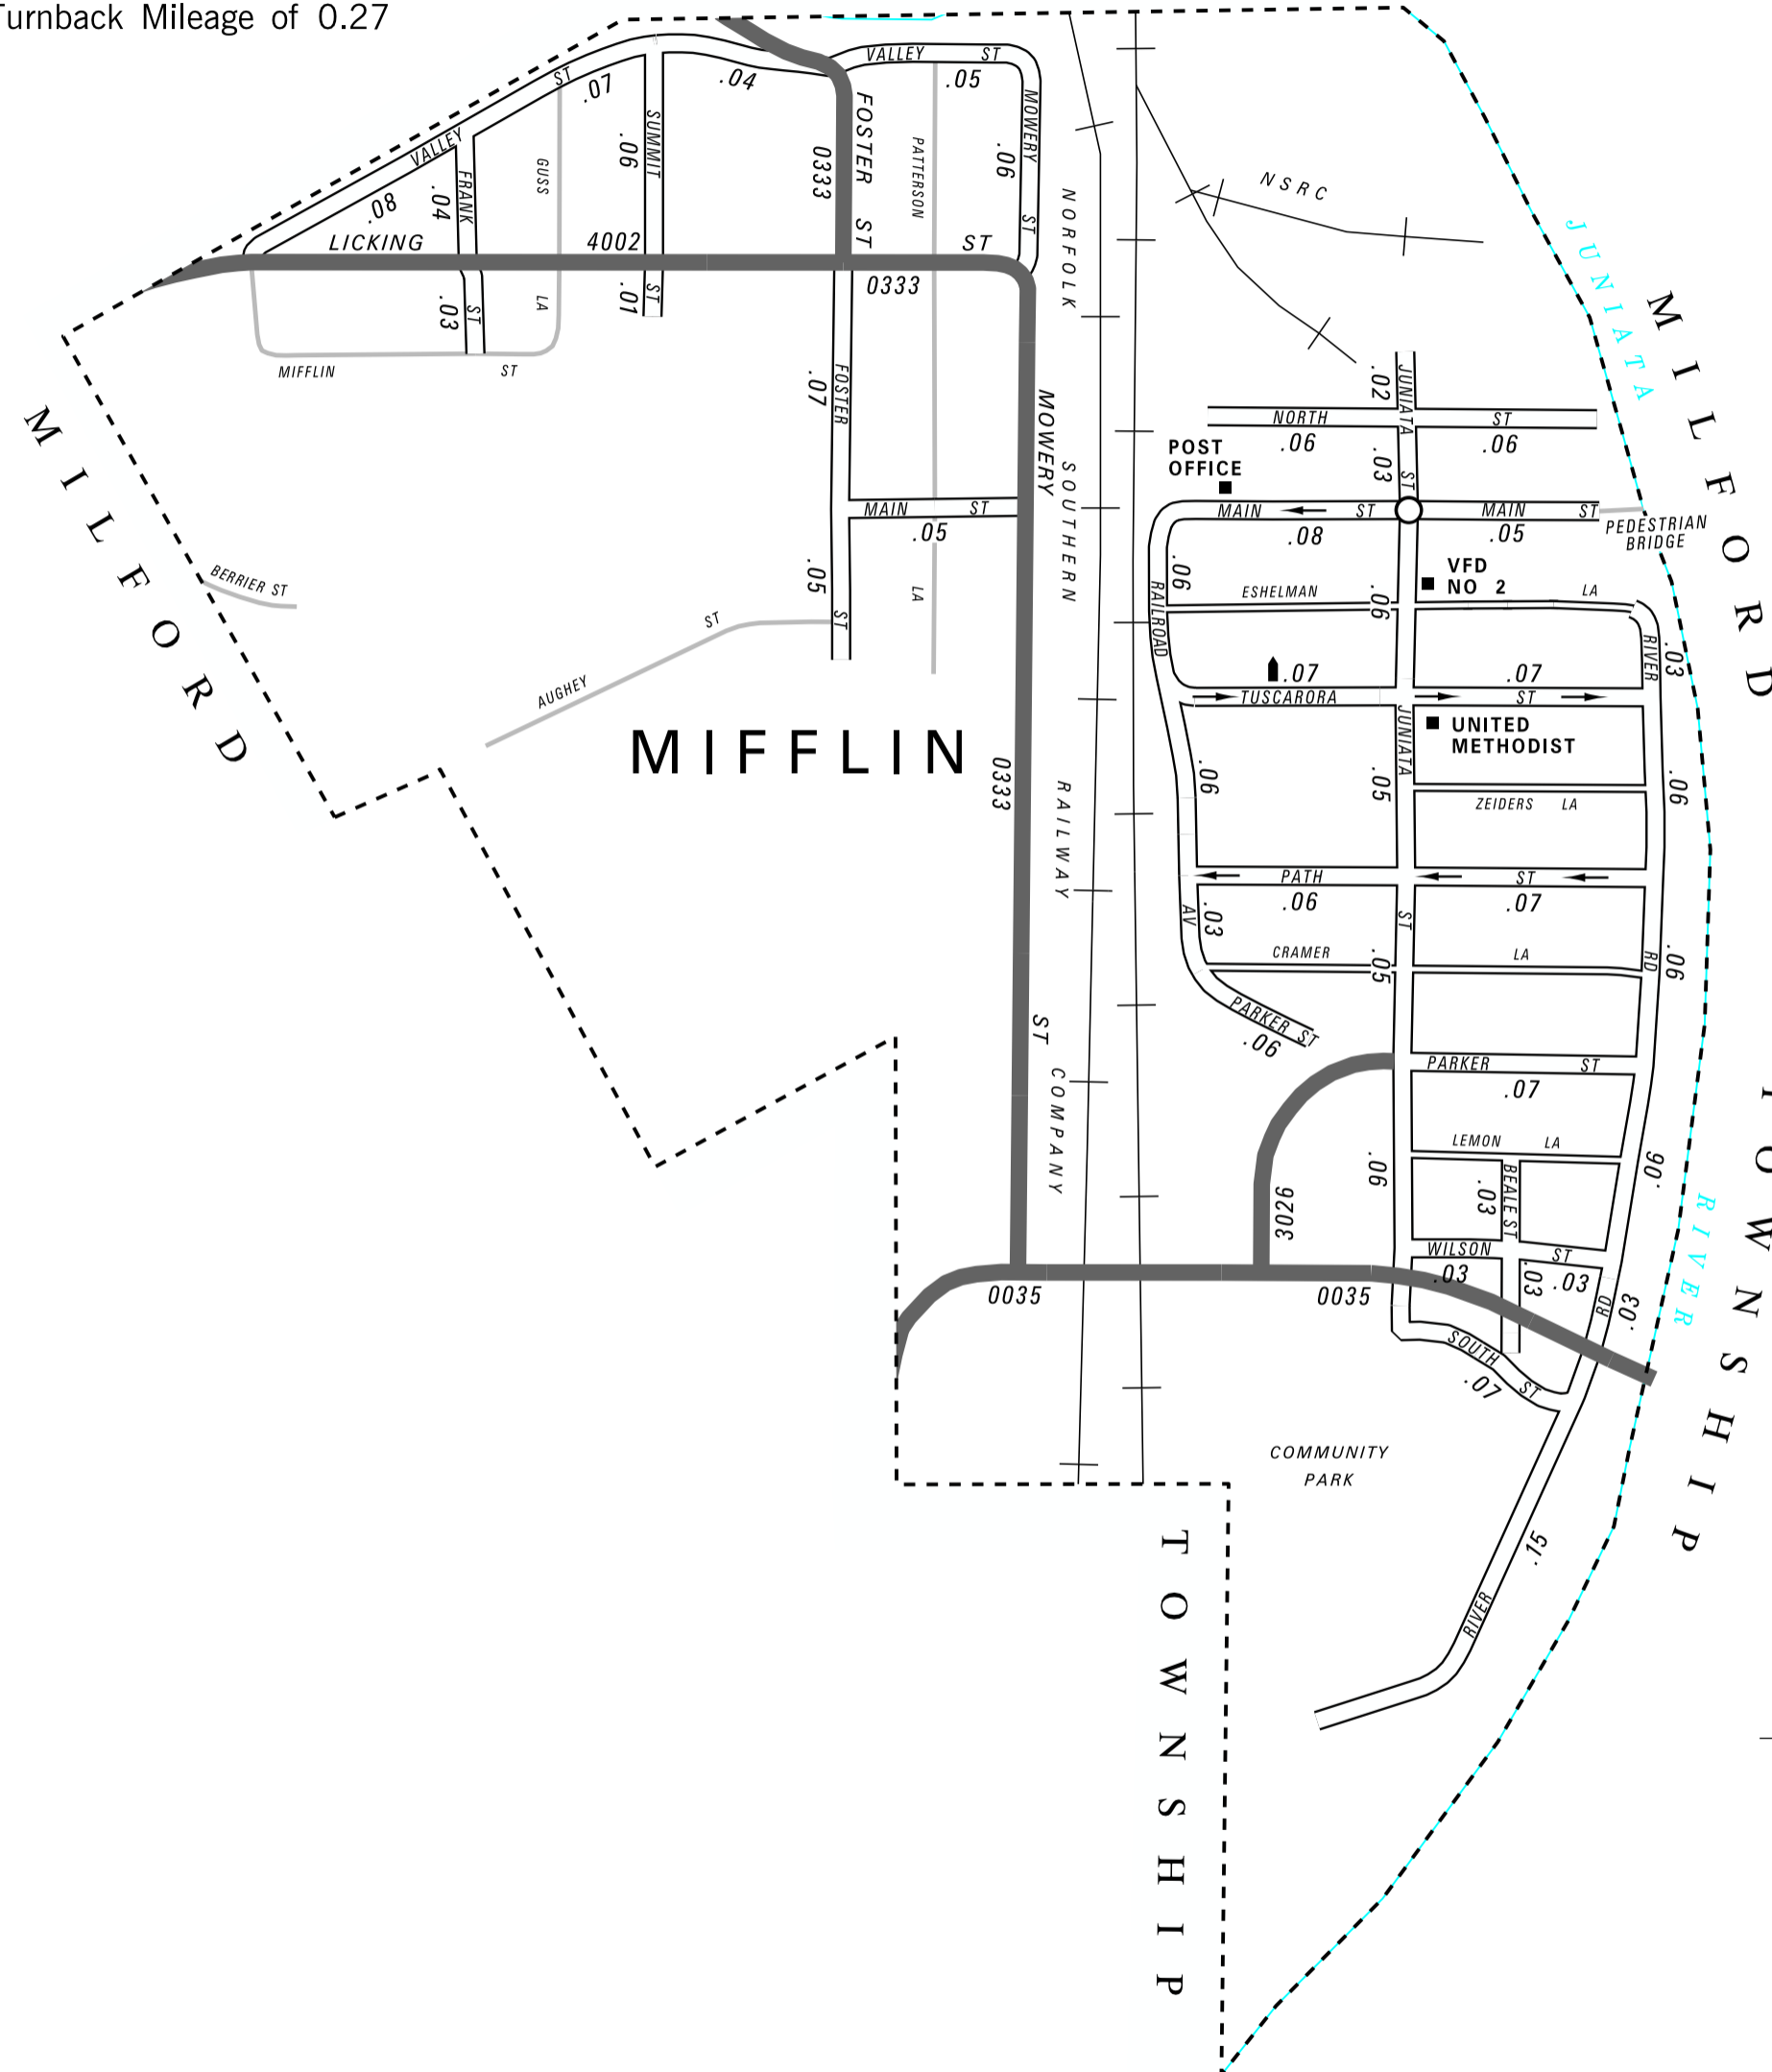 Turnback Mileage of 0.27
VALLEY ST
.08
.07
.04
VALLEY ST
.05
FRANK ST
.04
.03
GUSS LA
SUMMIT ST
.06
.01
FOSTER ST
0333
PATTERSON LA
MOWERY ST
.06
LICKING ST
4002
0333
MIFFLIN ST
FOSTER ST
.07
.05
MAIN ST
.05
BERRIER ST
AUGHEY ST
MIFFLIN
MOWERY ST
0333
NORFOLK SOUTHERN RAILWAY COMPANY
NSRC
JUNIATA RIVER
MILFORD
MILFORD TOWNSHIP
JUNIATA ST
.02
.03
NORTH ST
.06
.06
POST
OFFICE
MAIN ST
.08
MAIN ST
.05
PEDESTRIAN
BRIDGE
VFD
NO 2
ESHELMAN LA
.06
.06
RAILROAD AV
RIVER RD
.03
.07
.07
TUSCARORA ST
UNITED
METHODIST
JUNIATA ST
.06
.05
.06
ZEIDERS LA
PATH ST
.06
.07
.03
CRAMER LA
.05
.06
PARKER ST
.06
PARKER ST
.07
LEMON LA
.06
.06
BEALE ST
.03
3026
WILSON ST
.03
.03
.03
RD
.03
0035
0035
SOUTH ST
.07
COMMUNITY
PARK
RIVER
.15
TOWNSHIP